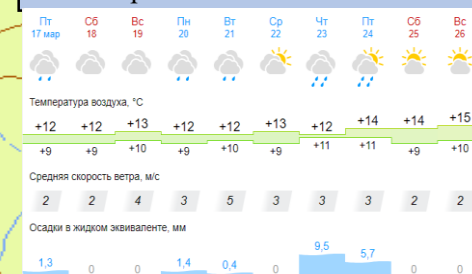 Пт Сб Вс Пн Вт Ср Чт Пт Сб Вс
17 мар 18 19 20 21 22 23 24 25 26
Температура воздуха, °C
+12 +12 +13 +12 +12 +13 +12 +14 +14 +15
+9 +9 +10 +9 +10 +9 +11 +11 +9 +10
Средняя скорость ветра, м/с
2 2 4 3 5 3 3 3 2 2
Осадки в жидком эквиваленте, мм
1,3 0 0 1,4 0,4 0 9,5 5,7 0 0